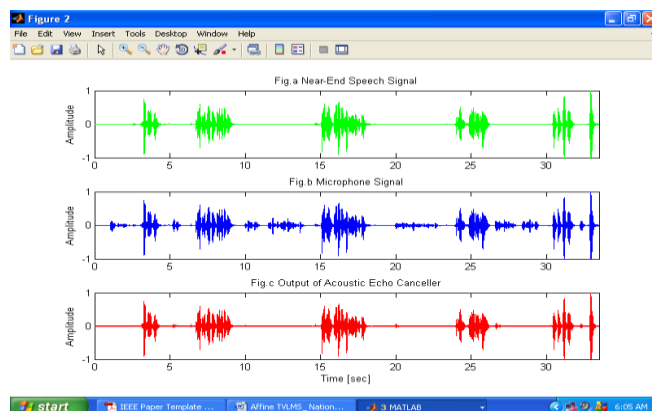 Figure 2
File Edit View Insert Tools Desktop Window Help
Fig.a Near-End Speech Signal
Amplitude
1
0
-1
0 5 10 15 20 25 30
Fig.b Microphone Signal
Amplitude
1
0
-1
0 5 10 15 20 25 30
Fig.c Output of Acoustic Echo Canceller
Amplitude
1
0
-1
0 5 10 15 20 25 30
Time [sec]
start IEEE Paper Template ... Affine TVLMS_ Nation... 3 MATLAB 6:05 AM